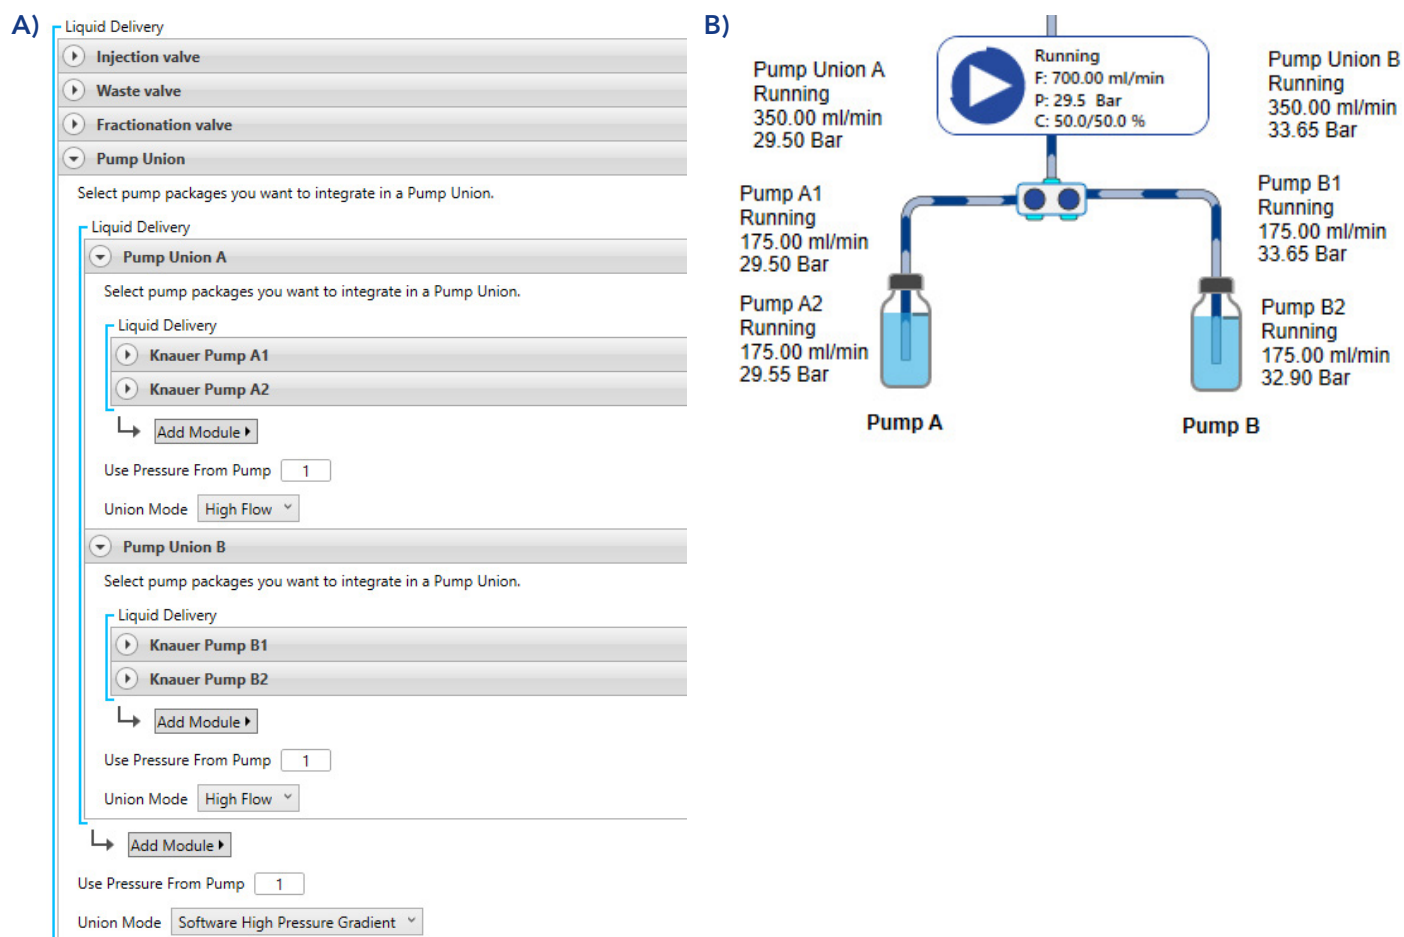 A)
Liquid Delivery
Injection valve
Waste valve
Fractionation valve
Pump Union
Select pump packages you want to integrate in a Pump Union.
Liquid Delivery
Pump Union A
Select pump packages you want to integrate in a Pump Union.
Liquid Delivery
Knauer Pump A1
Knauer Pump A2
Add Module
Use Pressure From Pump 1
Union Mode High Flow
Pump Union B
Select pump packages you want to integrate in a Pump Union.
Liquid Delivery
Knauer Pump B1
Knauer Pump B2
Add Module
Use Pressure From Pump 1
Union Mode High Flow
Add Module
Use Pressure From Pump 1
Union Mode Software High Pressure Gradient
B)
Pump Union A
Running
350.00 ml/min
29.50 Bar
Running
F: 700.00 ml/min
P: 29.5 Bar
C: 50.0/50.0 %
Pump Union B
Running
350.00 ml/min
33.65 Bar
Pump A1
Running
175.00 ml/min
29.50 Bar
Pump B1
Running
175.00 ml/min
33.65 Bar
Pump A2
Running
175.00 ml/min
29.55 Bar
Pump B2
Running
175.00 ml/min
32.90 Bar
Pump A
Pump B